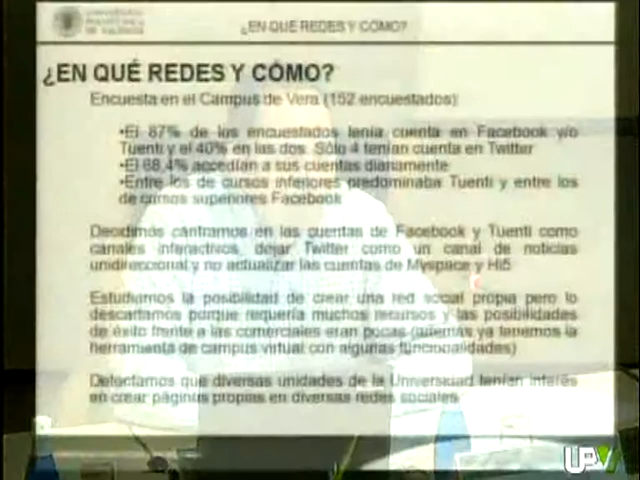 UNIVERSIDAD
POLITÉCNICA
DE VALENCIA
¿EN QUÉ REDES Y CÓMO?
¿EN QUÉ REDES Y CÓMO?
Encuesta en el Campus de Vera (152 encuestados):
•El 87% de los encuestados tenía cuenta en Facebook y/o
Tuenti y el 40% en las dos. Sólo 4 tenían cuenta en Twitter
•El 68,4% accedían a sus cuentas diariamente
•Entre los de cursos inferiores predominaba Tuenti y entre los
de cursos superiores Facebook
Decidimos centrarnos en las cuentas de Facebook y Tuenti como
canales interactivos, dejar Twitter como un canal de noticias
unidireccional y no actualizar las cuentas de Myspace y Hi5
Estudiamos la posibilidad de crear una red social propia pero lo
descartamos porque requería muchos recursos y las posibilidades
de éxito frente a las comerciales eran pocas (además ya tenemos la
herramienta de campus virtual con algunas funcionalidades)
Detectamos que diversas unidades de la Universidad tenían interés
en crear páginas propias en diversas redes sociales
UPV